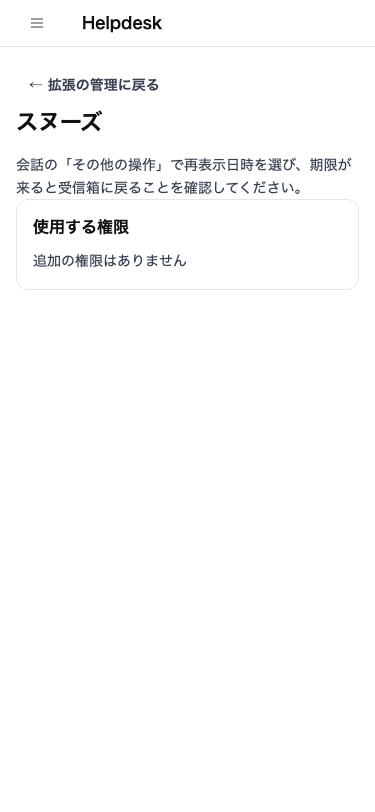 Helpdesk
← 拡張の管理に戻る
スヌーズ
会話の「その他の操作」で再表示日時を選び、期限が
来ると受信箱に戻ることを確認してください。
使用する権限
追加の権限はありません